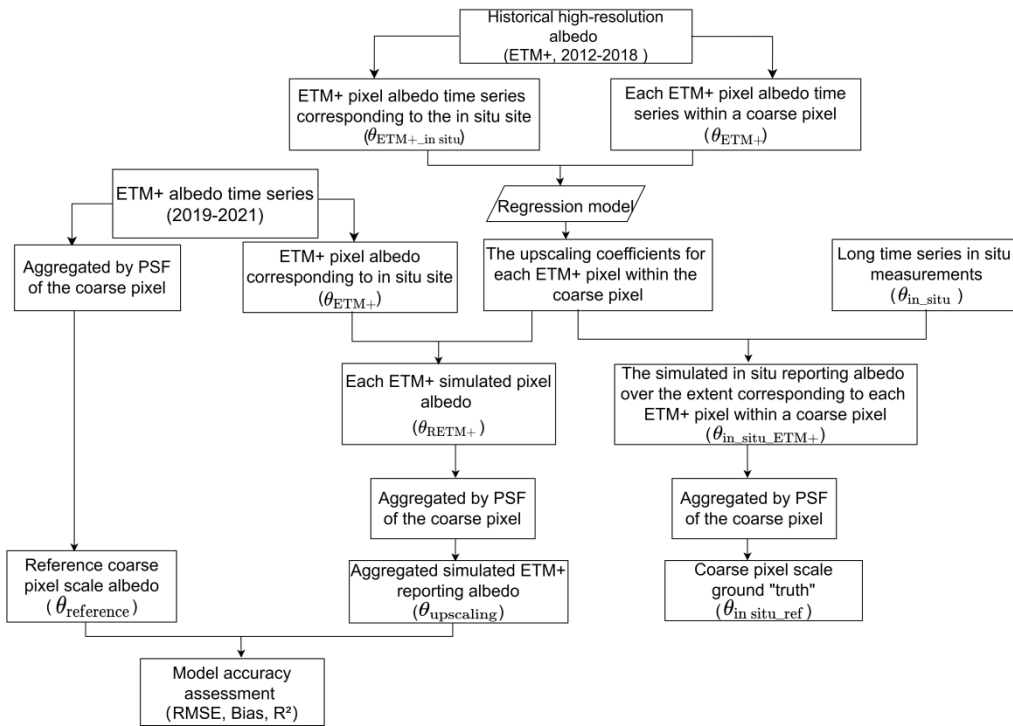 Historical high-resolution
albedo
(ETM+, 2012-2018 )
ETM+ pixel albedo time series
corresponding to the in situ site
(θETM+_in situ)
Each ETM+ pixel albedo time
series within a coarse pixel
(θETM+)
ETM+ albedo time series
(2019-2021)
Regression model
Aggregated by PSF
of the coarse pixel
ETM+ pixel albedo
corresponding to in situ site
(θETM+)
The upscaling coefficients for
each ETM+ pixel within the
coarse pixel
Long time series in situ
measurements
(θin_situ)
Each ETM+ simulated pixel
albedo
(θRETM+)
The simulated in situ reporting albedo
over the extent corresponding to each
ETM+ pixel within a coarse pixel
(θin_situ_ETM+)
Aggregated by PSF
of the coarse pixel
Aggregated by PSF
of the coarse pixel
Reference coarse
pixel scale albedo
(θreference)
Aggregated simulated ETM+
reporting albedo
(θupscaling)
Coarse pixel scale
ground "truth"
(θin situ_ref)
Model accuracy
assessment
(RMSE, Bias, R²)